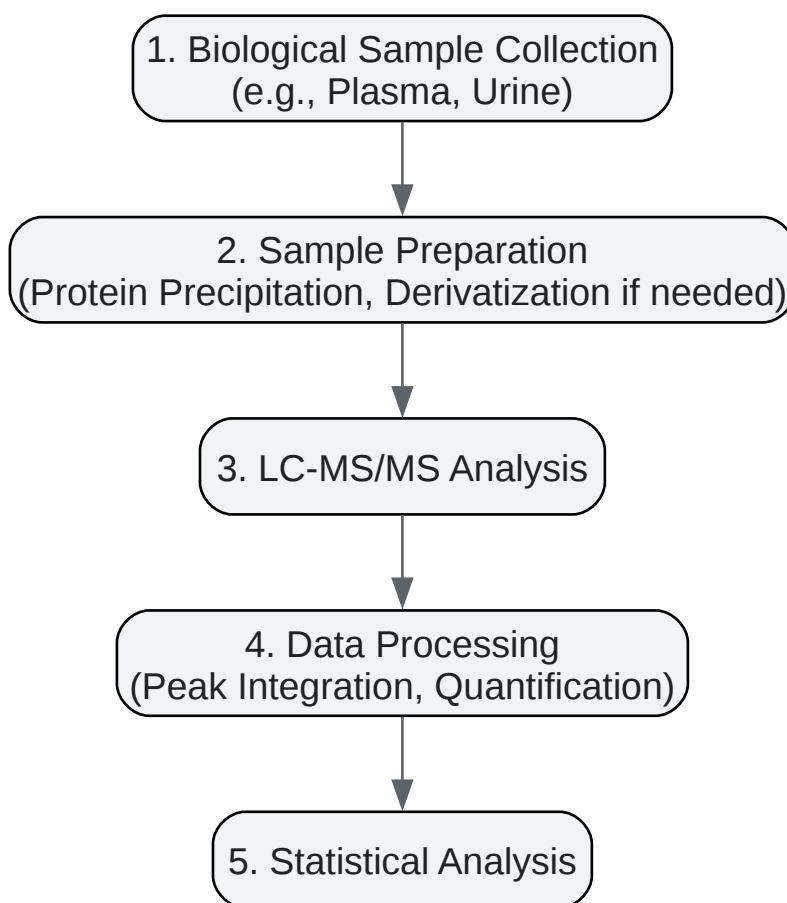 1. Biological Sample Collection
(e.g., Plasma, Urine)
2. Sample Preparation
(Protein Precipitation, Derivatization if needed)
3. LC-MS/MS Analysis
4. Data Processing
(Peak Integration, Quantification)
5. Statistical Analysis